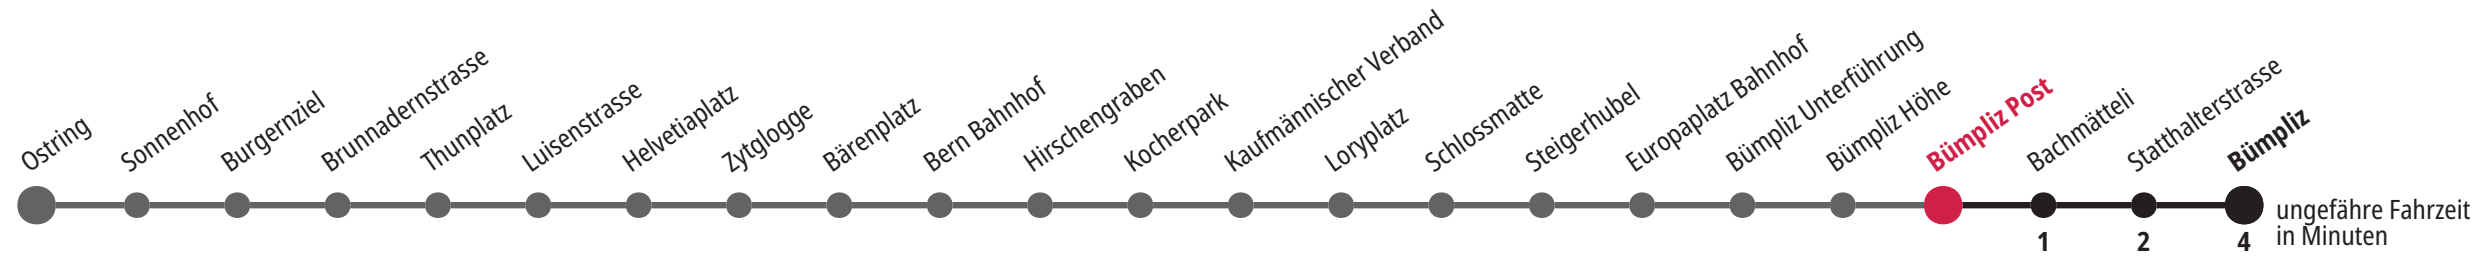 Ostring
Sonnenhof
Burgernziel
Brunnadernstrasse
Thunplatz
Luisenstrasse
Helvetiaplatz
Zytglogge
Bärenplatz
Bern Bahnhof
Hirschengraben
Kocherpark
Kaufmännischer Verband
Loryplatz
Schlossmatte
Steigerhubel
Europaplatz Bahnhof
Bümpliz Unterführung
Bümpliz Höhe
Bümpliz Post
Bachmätteli
Statthalterstrasse
Bümpliz
1
2
4
ungefähre Fahrzeit
in Minuten